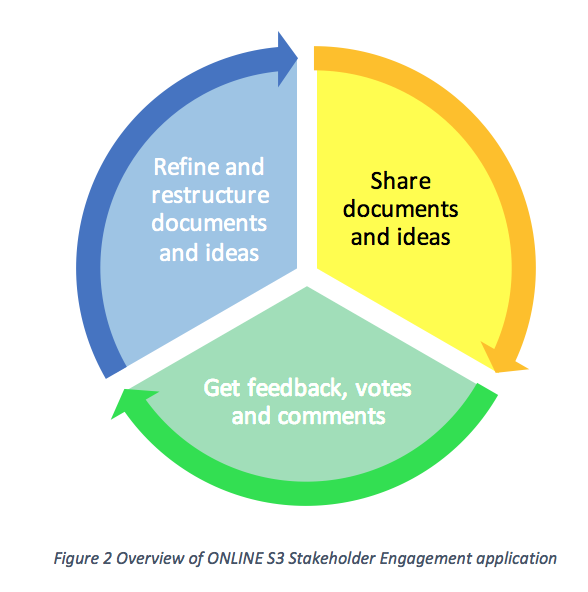 Refine and
restructure
documents
and ideas
Share
documents
and ideas
Get feedback, votes
and comments
Figure 2 Overview of ONLINE S3 Stakeholder Engagement application